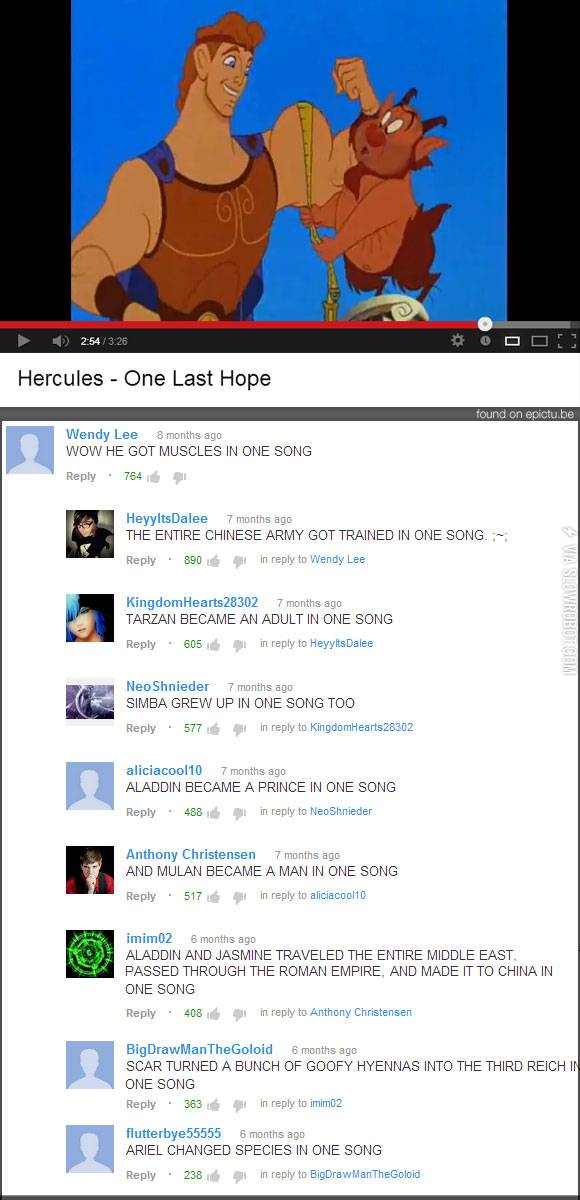 2:54 / 3:26
Hercules - One Last Hope
found on epictu.be
Wendy Lee 8 months ago
WOW HE GOT MUSCLES IN ONE SONG
Reply · 764
HeyyItsDalee 7 months ago
THE ENTIRE CHINESE ARMY GOT TRAINED IN ONE SONG. ;~;
Reply · 890 in reply to Wendy Lee
KingdomHearts28302 7 months ago
TARZAN BECAME AN ADULT IN ONE SONG
Reply · 605 in reply to HeyyItsDalee
NeoShnieder 7 months ago
SIMBA GREW UP IN ONE SONG TOO
Reply · 577 in reply to KingdomHearts28302
aliciacool10 7 months ago
ALADDIN BECAME A PRINCE IN ONE SONG
Reply · 488 in reply to NeoShnieder
Anthony Christensen 7 months ago
AND MULAN BECAME A MAN IN ONE SONG
Reply · 517 in reply to aliciacool10
imim02 6 months ago
ALADDIN AND JASMINE TRAVELED THE ENTIRE MIDDLE EAST,
PASSED THROUGH THE ROMAN EMPIRE, AND MADE IT TO CHINA IN
ONE SONG
Reply · 408 in reply to Anthony Christensen
BigDrawManTheGoloid 6 months ago
SCAR TURNED A BUNCH OF GOOFY HYENNAS INTO THE THIRD REICH IN
ONE SONG
Reply · 363 in reply to imim02
flutterbye55555 6 months ago
ARIEL CHANGED SPECIES IN ONE SONG
Reply · 238 in reply to BigDrawManTheGoloid
VIA SLOWROBOT.COM